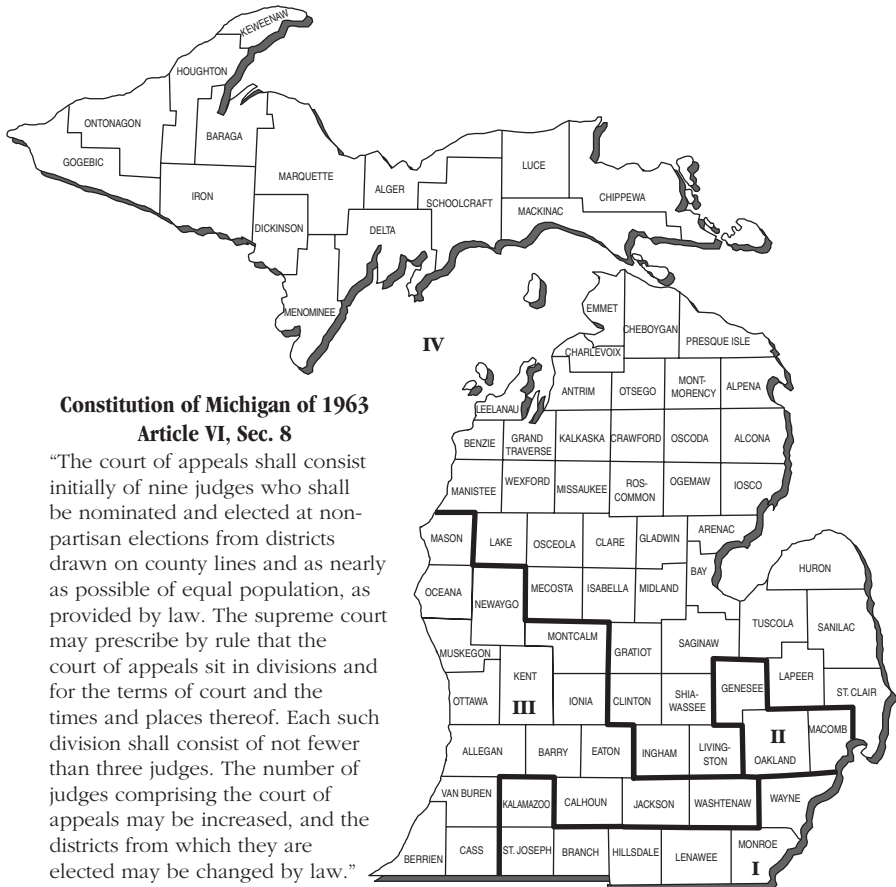 KEWEENAW
HOUGHTON
ONTONAGON
BARAGA
GOGEBIC
MARQUETTE
LUCE
ALGER
IRON
SCHOOLCRAFT
CHIPPEWA
MACKINAC
DICKINSON
DELTA
MENOMINEE
EMMET
CHEBOYGAN
PRESQUE ISLE
IV
CHARLEVOIX
Constitution of Michigan of 1963
Article VI, Sec. 8
“The court of appeals shall consist
initially of nine judges who shall
be nominated and elected at non-
partisan elections from districts
drawn on county lines and as nearly
as possible of equal population, as
provided by law. The supreme court
may prescribe by rule that the
court of appeals sit in divisions and
for the terms of court and the
times and places thereof. Each such
division shall consist of not fewer
than three judges. The number of
judges comprising the court of
appeals may be increased, and the
districts from which they are
elected may be changed by law.”
ANTRIM
OTSEGO
MONT-
MORENCY
ALPENA
LEELANAU
BENZIE
GRAND
TRAVERSE
KALKASKA
CRAWFORD
OSCODA
ALCONA
MANISTEE
WEXFORD
MISSAUKEE
ROS-
COMMON
OGEMAW
IOSCO
MASON
LAKE
OSCEOLA
CLARE
GLADWIN
ARENAC
BAY
HURON
OCEANA
NEWAYGO
MECOSTA
ISABELLA
MIDLAND
TUSCOLA
SANILAC
MONTCALM
GRATIOT
SAGINAW
MUSKEGON
KENT
LAPEER
GENESEE
ST. CLAIR
OTTAWA
III
IONIA
CLINTON
SHIA-
WASSEE
II
MACOMB
ALLEGAN
BARRY
EATON
INGHAM
LIVING-
STON
OAKLAND
VAN BUREN
KALAMAZOO
CALHOUN
JACKSON
WASHTENAW
WAYNE
BERRIEN
CASS
ST. JOSEPH
BRANCH
HILLSDALE
LENAWEE
MONROE
I